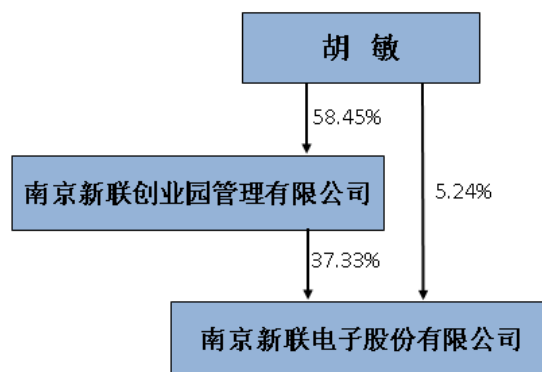 胡 敏
58.45%
南京新联创业园管理有限公司
5.24%
37.33%
南京新联电子股份有限公司